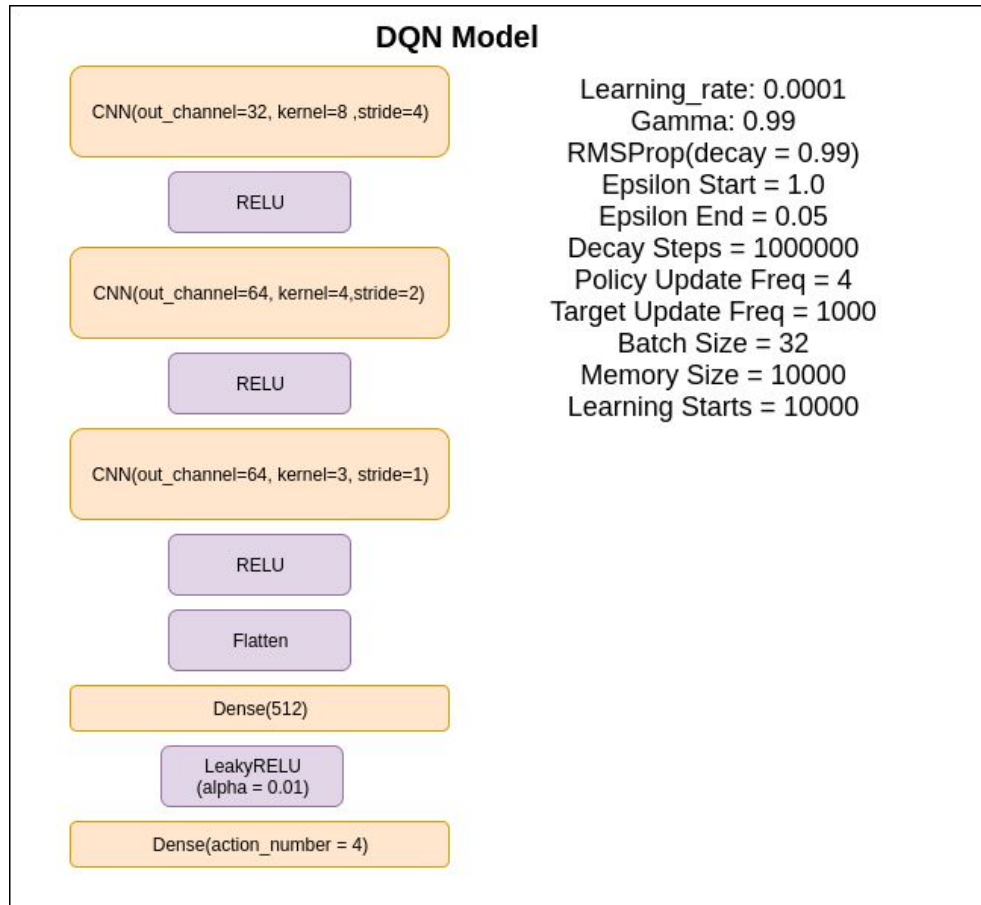 DQN Model
CNN(out_channel=32, kernel=8 ,stride=4)
RELU
CNN(out_channel=64, kernel=4,stride=2)
RELU
CNN(out_channel=64, kernel=3, stride=1)
RELU
Flatten
Dense(512)
LeakyRELU
(alpha = 0.01)
Dense(action_number = 4)
Learning_rate: 0.0001
Gamma: 0.99
RMSProp(decay = 0.99)
Epsilon Start = 1.0
Epsilon End = 0.05
Decay Steps = 1000000
Policy Update Freq = 4
Target Update Freq = 1000
Batch Size = 32
Memory Size = 10000
Learning Starts = 10000